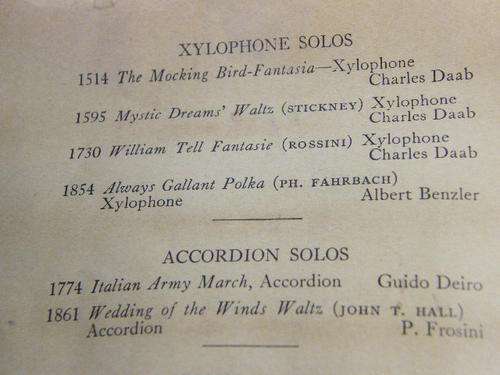 XYLOPHONE SOLOS
1514 The Mocking Bird-Fantasia—Xylophone
Charles Daab
1595 Mystic Dreams' Waltz (STICKNEY) Xylophone
Charles Daab
1730 William Tell Fantasie (ROSSINI) Xylophone
Charles Daab
1854 Always Gallant Polka (PH. FAHRBACH)
Xylophone Albert Benzler
ACCORDION SOLOS
1774 Italian Army March, Accordion Guido Deiro
1861 Wedding of the Winds Waltz (JOHN T. HALL)
Accordion P. Frosini